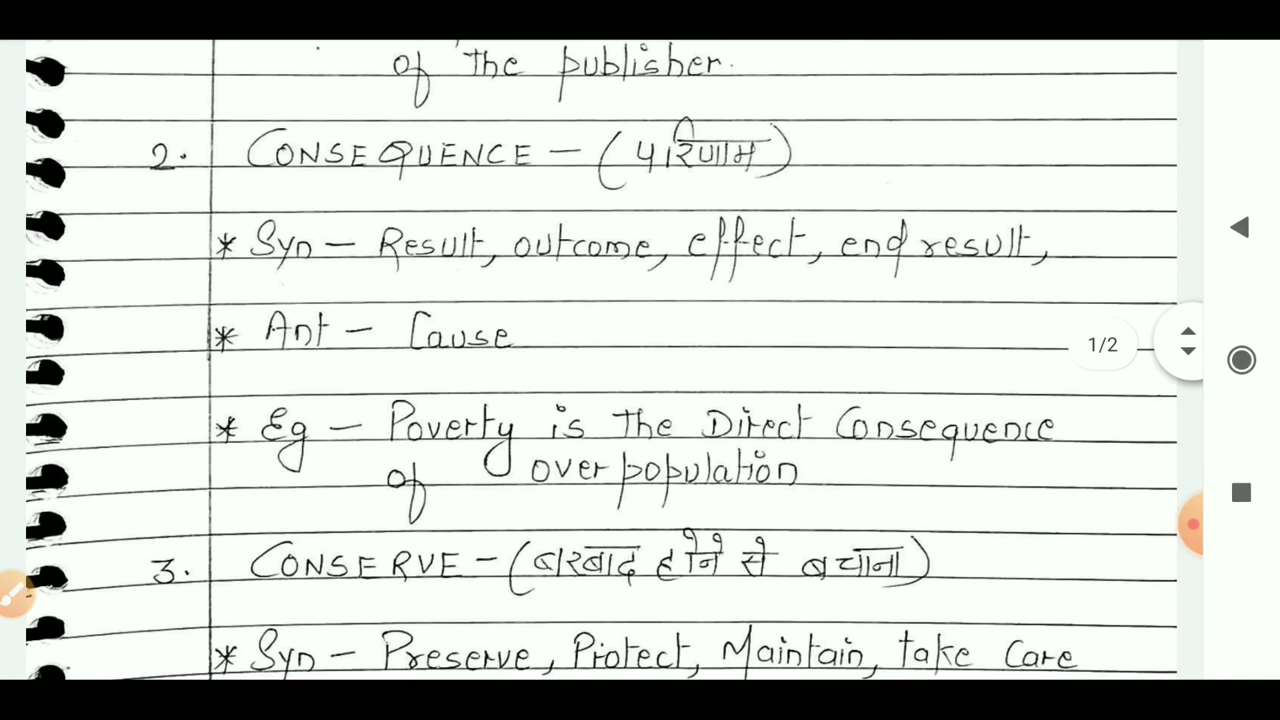 of the publisher.
2. CONSEQUENCE – (परिणाम)
* Syn – Result, outcome, effect, end result,
* Ant – Cause
1/2
* Eg – Poverty is the Direct Consequence
of over population
3. CONSERVE – (बरबाद होने से बचाना)
* Syn – Preserve, Protect, Maintain, take care